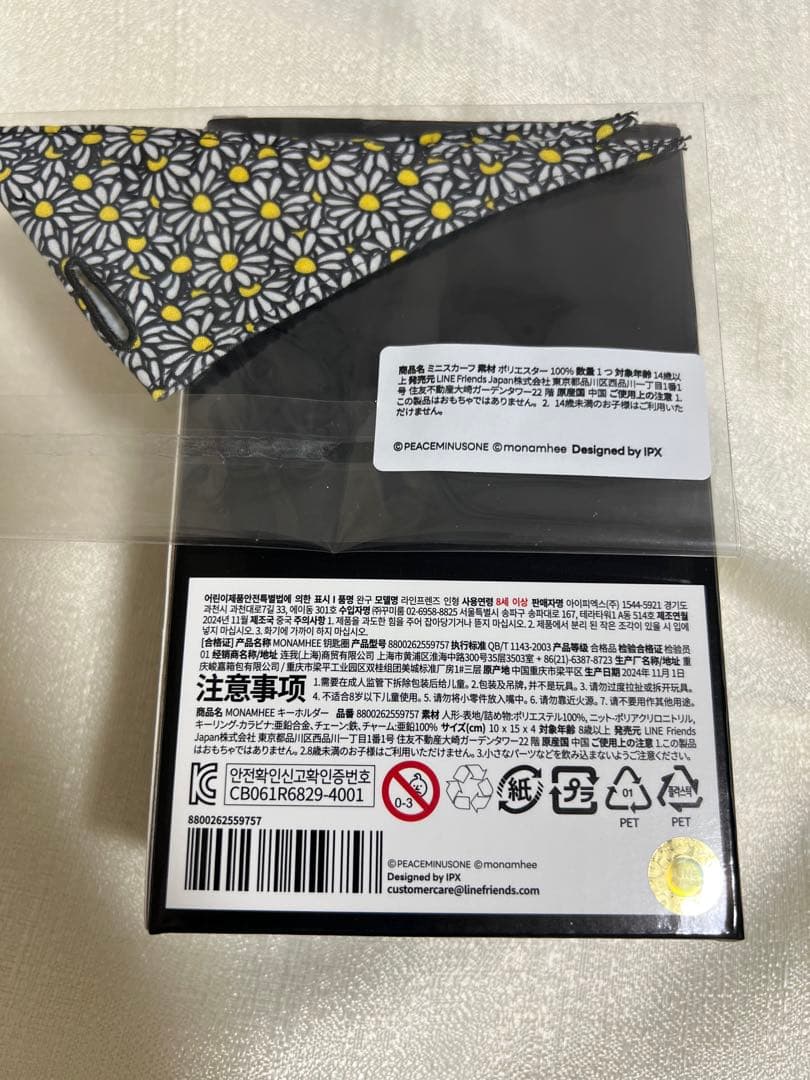 商品名 ミニスカーフ 素材 ポリエステル 100% 数量 1 つ 対象年齢 14歳以
上 発売元 LINE Friends Japan株式会社 東京都品川区西品川一丁目1番1
号 住友不動産大崎ガーデンタワー22 階 原産国 中国 ご使用上の注意 1.
この製品はおもちゃではありません。2. 14歳未満のお子様はご利用いた
だけません。
©PEACEMINUSONE ©monamhee Designed by IPX
어린이제품안전특별법에 의한 표시 I 품명 완구 모델명 라인프렌즈 인형 사용연령 8세 이상 판매자명 아이피엑스(주) 1544-5921 경기도
과천시 과천대로7길 33, 에이동 301호 수입자명 ㈜꾸미룸 02-6958-8825 서울특별시 송파구 송파대로 167, 테라타워1 A동 514호 제조연월
2024년 11월 제조국 중국 주의사항 1. 제품을 과도한 힘을 주어 잡아당기거나 뜯지 마십시오. 2. 제품에서 분리 된 작은 조각이 있을 시 입에
넣지 마십시오. 3. 화기에 가까이 하지 마십시오.
[合格证] 产品名称 MONAMHEE 钥匙圈 产品型号 8800262559757 执行标准 QB/T 1143-2003 产品等级 合格品 检验合格证 检验员
01 经销商名称/地址 连我(上海)商贸有限公司 上海市黄浦区淮海中路300号35层3503室 + 86(21)-6387-8723 生产厂名称/地址 重
庆峻嘉箱包有限公司 / 重庆市梁平工业园区双桂组团美城标准厂房1#三层 原产地 中国重庆市梁平区 生产日期 2024年 11月 1日
注意事项 1.需要在成人监管下拆除包装后给儿童。2.包装及吊牌，并不是玩具。3. 请勿过度拉扯或拆开玩具。
4. 不适合8岁以下儿童使用。5. 请勿将小零件放入嘴中。6. 请勿靠近火源。7. 请不要用作其他用途。
商品名 MONAMHEE キーホルダー 品番 8800262559757 素材 人形-表地/詰め物:ポリエステル100%, ニット-ポリアクリロニトリル,
キーリング・カラビナ:亜鉛合金, チェーン:鉄, チャーム:亜鉛100% サイズ(cm) 10 x 15 x 4 対象年齢 8歳以上 発売元 LINE Friends
Japan株式会社 東京都品川区西品川一丁目1番1号 住友不動産大崎ガーデンタワー 22 階 原産国 中国 ご使用上の注意 1.この製品
はおもちゃではありません。2.8歳未満のお子様はご利用いただけません。3.小さなパーツなどを飲み込まないようご注意ください。
안전확인신고확인증번호
CB061R6829-4001
0-3
紙
プラ
01
PET
플라스틱
PET
8800262559757
©PEACEMINUSONE ©monamhee
Designed by IPX
customercare@linefriends.com